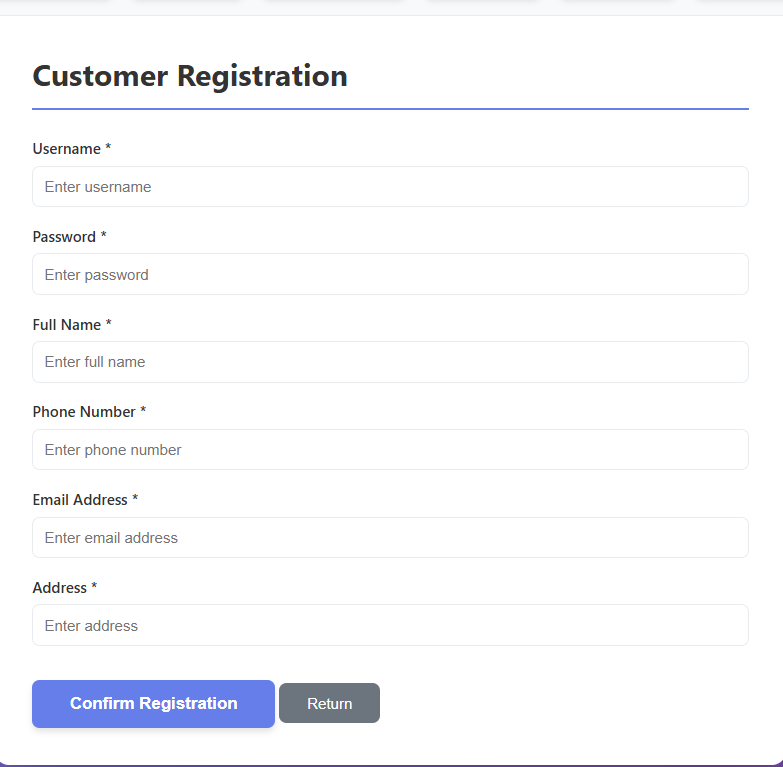 Customer Registration
Username *
Enter username
Password *
Enter password
Full Name *
Enter full name
Phone Number *
Enter phone number
Email Address *
Enter email address
Address *
Enter address
Confirm Registration Return